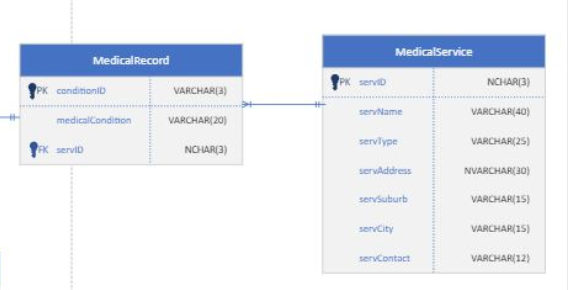 MedicalRecord
PK conditionID VARCHAR(3)
medicalCondition VARCHAR(20)
FK servID NCHAR(3)
MedicalService
PK servID NCHAR(3)
servName VARCHAR(40)
servType VARCHAR(25)
servAddress NVARCHAR(30)
servSuburb VARCHAR(15)
servCity VARCHAR(15)
servContact VARCHAR(12)